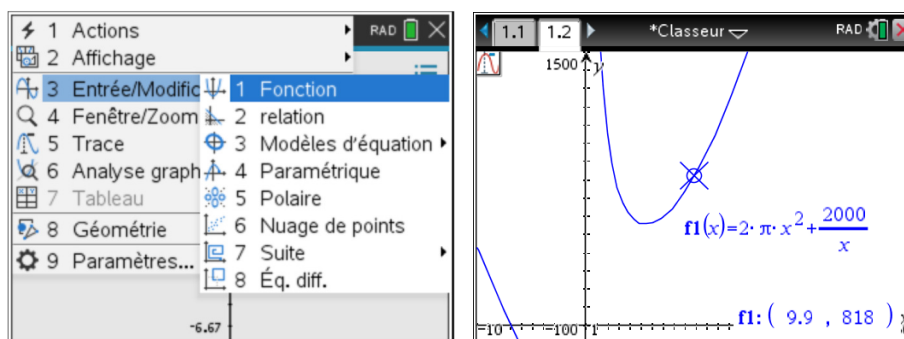 1 Actions
RAD
2 Affichage
3 Entrée/Modific
1 Fonction
2 relation
4 Fenêtre/Zoom
3 Modèles d'équation
5 Trace
4 Paramétrique
6 Analyse graph
5 Polaire
7 Tableau
6 Nuage de points
8 Géométrie
7 Suite
9 Paramètres...
8 Éq. diff.
-6.67
1.1 1.2 *Classeur RAD
1500 y
f1(x)=2·π·x²+2000/x
-10 -100 1 f1:( 9.9 , 818 )